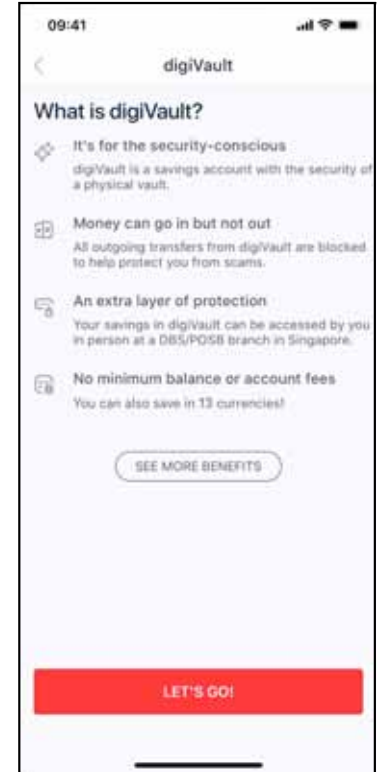 09:41
digiVault
What is digiVault?
It's for the security-conscious
digiVault is a savings account with the security of
a physical vault.
Money can go in but not out
All outgoing transfers from digiVault are blocked
to help protect you from scams.
An extra layer of protection
Your savings in digiVault can be accessed by you
in person at a DBS/POSB branch in Singapore.
No minimum balance or account fees
You can also save in 13 currencies!
SEE MORE BENEFITS
LET'S GO!